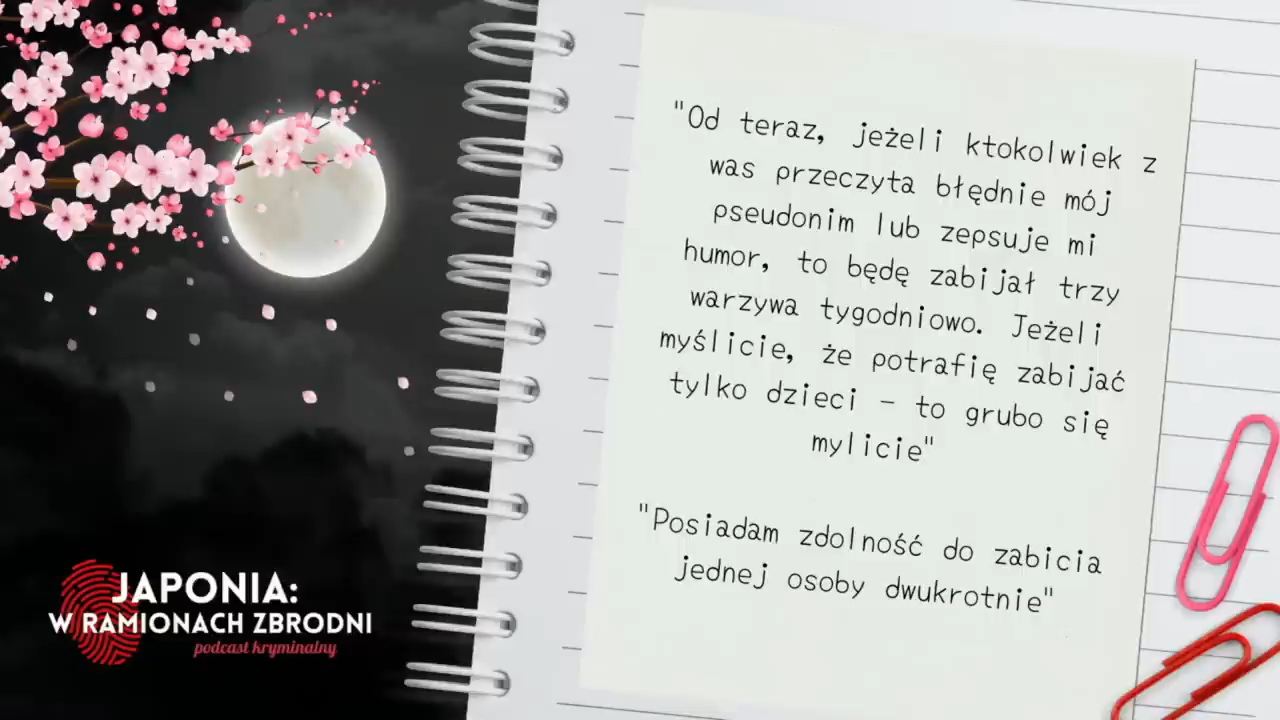 "Od teraz, jeżeli ktokolwiek z
was przeczyta błędnie mój
pseudonim lub zepsuje mi
humor, to będę zabijał trzy
warzywa tygodniowo. Jeżeli
myślicie, że potrafię zabijać
tylko dzieci – to grubo się
mylicie"
"Posiadam zdolność do zabicia
jednej osoby dwukrotnie"
JAPONIA:
W RAMIONACH ZBRODNI
podcast kryminalny